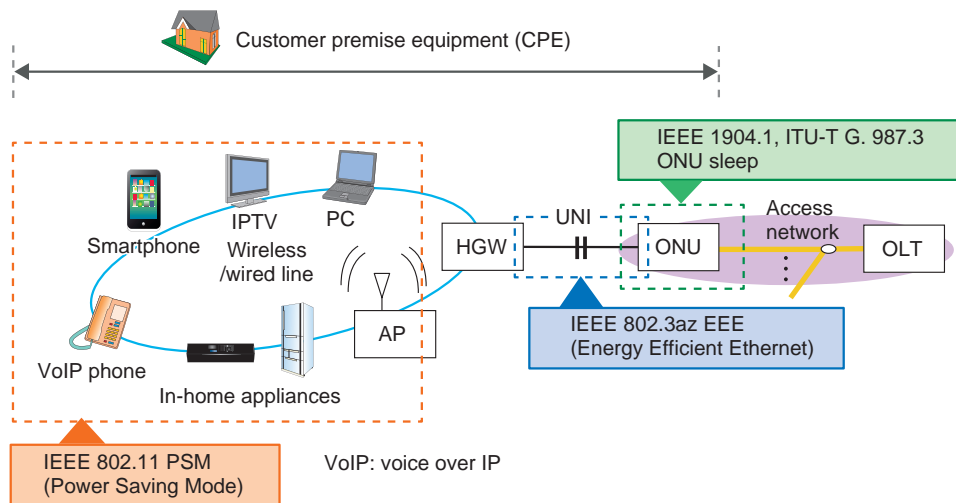 Customer premise equipment (CPE)
IEEE 1904.1, ITU-T G. 987.3
ONU sleep
Smartphone
IPTV
PC
Wireless
/wired line
HGW
UNI
ONU
Access
network
OLT
AP
VoIP phone
In-home appliances
IEEE 802.3az EEE
(Energy Efficient Ethernet)
IEEE 802.11 PSM
(Power Saving Mode)
VoIP: voice over IP